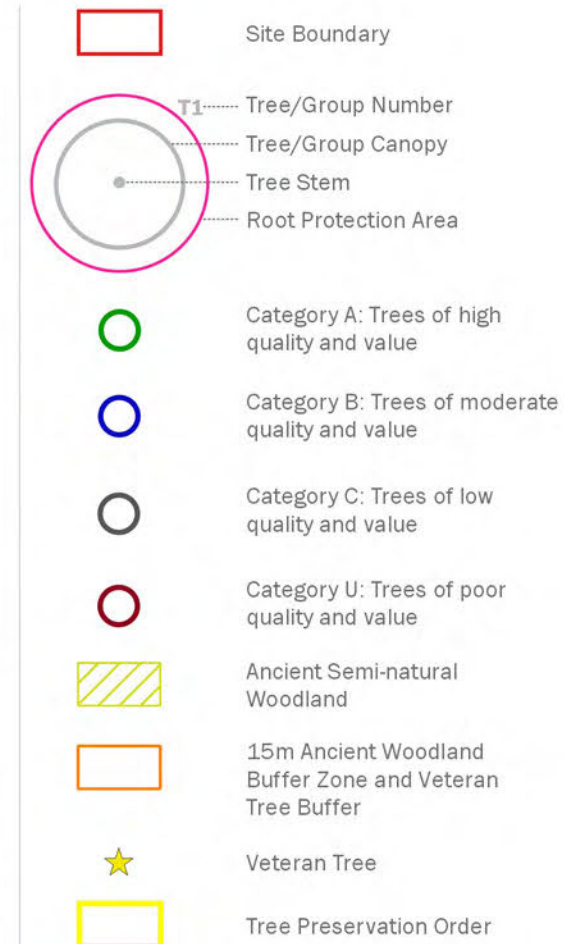 Site Boundary
T1
Tree/Group Number
Tree/Group Canopy
Tree Stem
Root Protection Area
Category A: Trees of high
quality and value
Category B: Trees of moderate
quality and value
Category C: Trees of low
quality and value
Category U: Trees of poor
quality and value
Ancient Semi-natural
Woodland
15m Ancient Woodland
Buffer Zone and Veteran
Tree Buffer
Veteran Tree
Tree Preservation Order